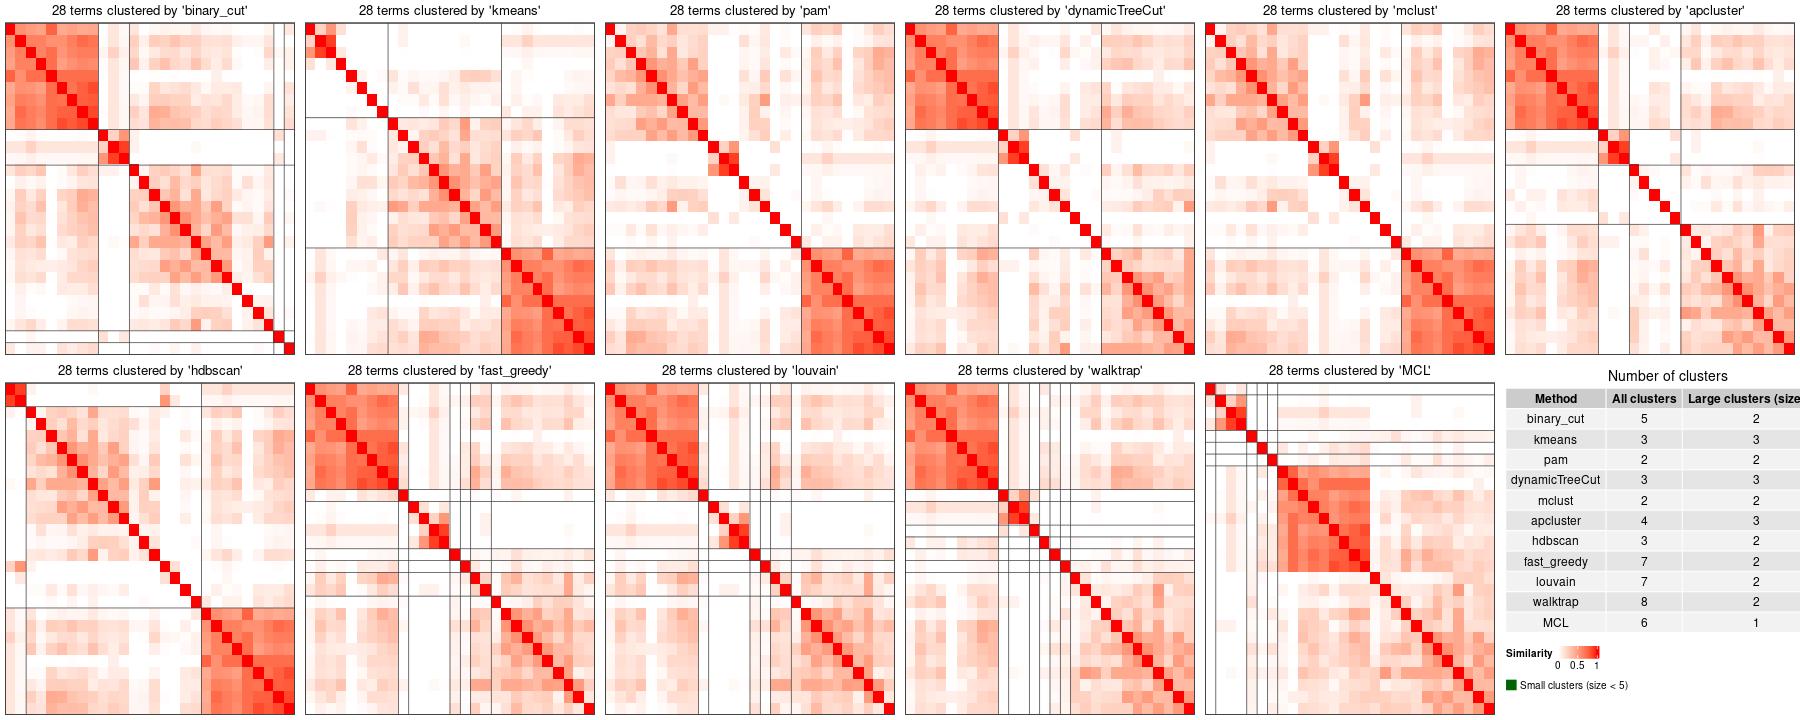 28 terms clustered by 'binary_cut'
28 terms clustered by 'kmeans'
28 terms clustered by 'pam'
28 terms clustered by 'dynamicTreeCut'
28 terms clustered by 'mclust'
28 terms clustered by 'apcluster'
28 terms clustered by 'hdbscan'
28 terms clustered by 'fast_greedy'
28 terms clustered by 'louvain'
28 terms clustered by 'walktrap'
28 terms clustered by 'MCL'
Number of clusters
Method All clusters Large clusters (size
binary_cut 5 2
kmeans 3 3
pam 2 2
dynamicTreeCut 3 3
mclust 2 2
apcluster 4 3
hdbscan 3 2
fast_greedy 7 2
louvain 7 2
walktrap 8 2
MCL 6 1
Similarity
0 0.5 1
Small clusters (size < 5)